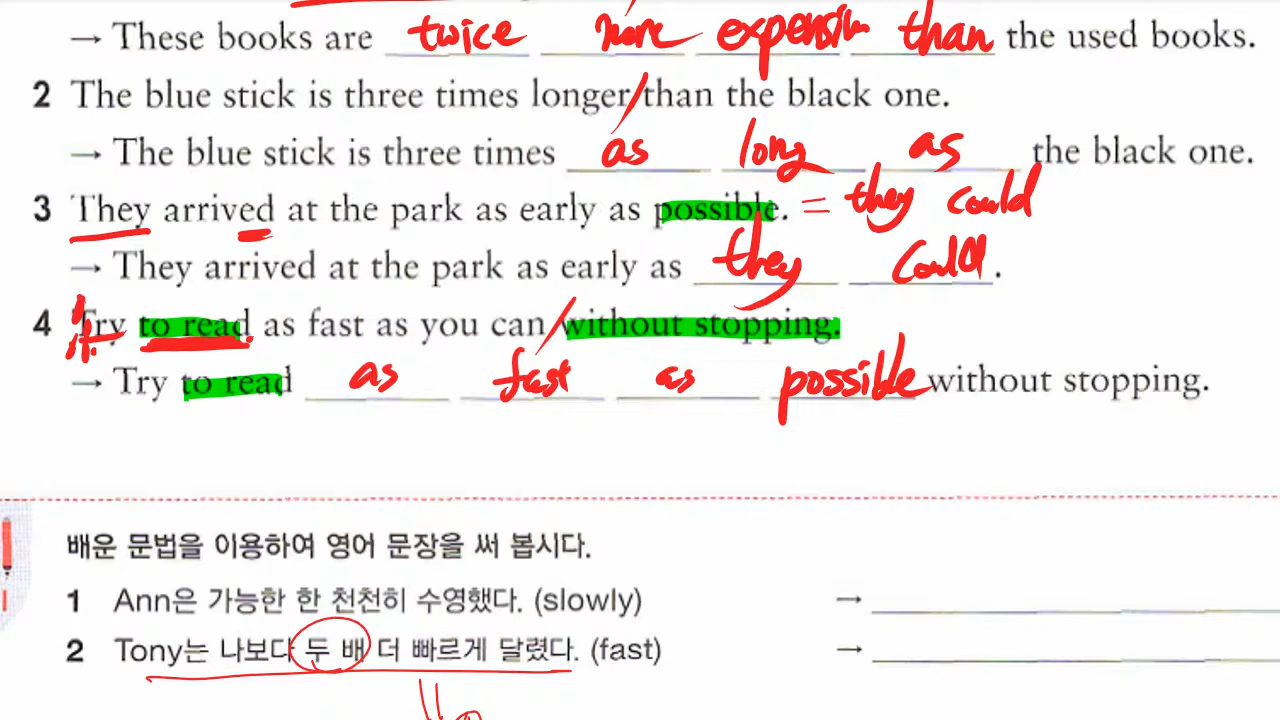 → These books are twice more expensive than the used books.
2 The blue stick is three times longer than the black one.
→ The blue stick is three times as long as the black one.
3 They arrived at the park as early as possible. = they could
→ They arrived at the park as early as they could.
4 Try to read as fast as you can without stopping.
→ Try to read as fast as possible without stopping.
배운 문법을 이용하여 영어 문장을 써 봅시다.
1 Ann은 가능한 한 천천히 수영했다. (slowly) →
2 Tony는 나보다 두 배 더 빠르게 달렸다. (fast) →